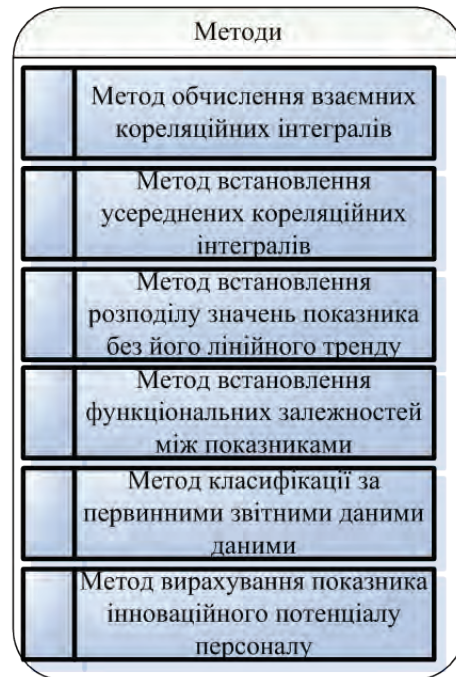 Методи
Метод обчислення взаємних
кореляційних інтегралів
Метод встановлення
усереднених кореляційних
інтегралів
Метод встановлення
розподілу значень показника
без його лінійного тренду
Метод встановлення
функціональних залежностей
між показниками
Метод класифікації за
первинними звітними даними
даними
Метод вирахування показника
інноваційного потенціалу
персоналу